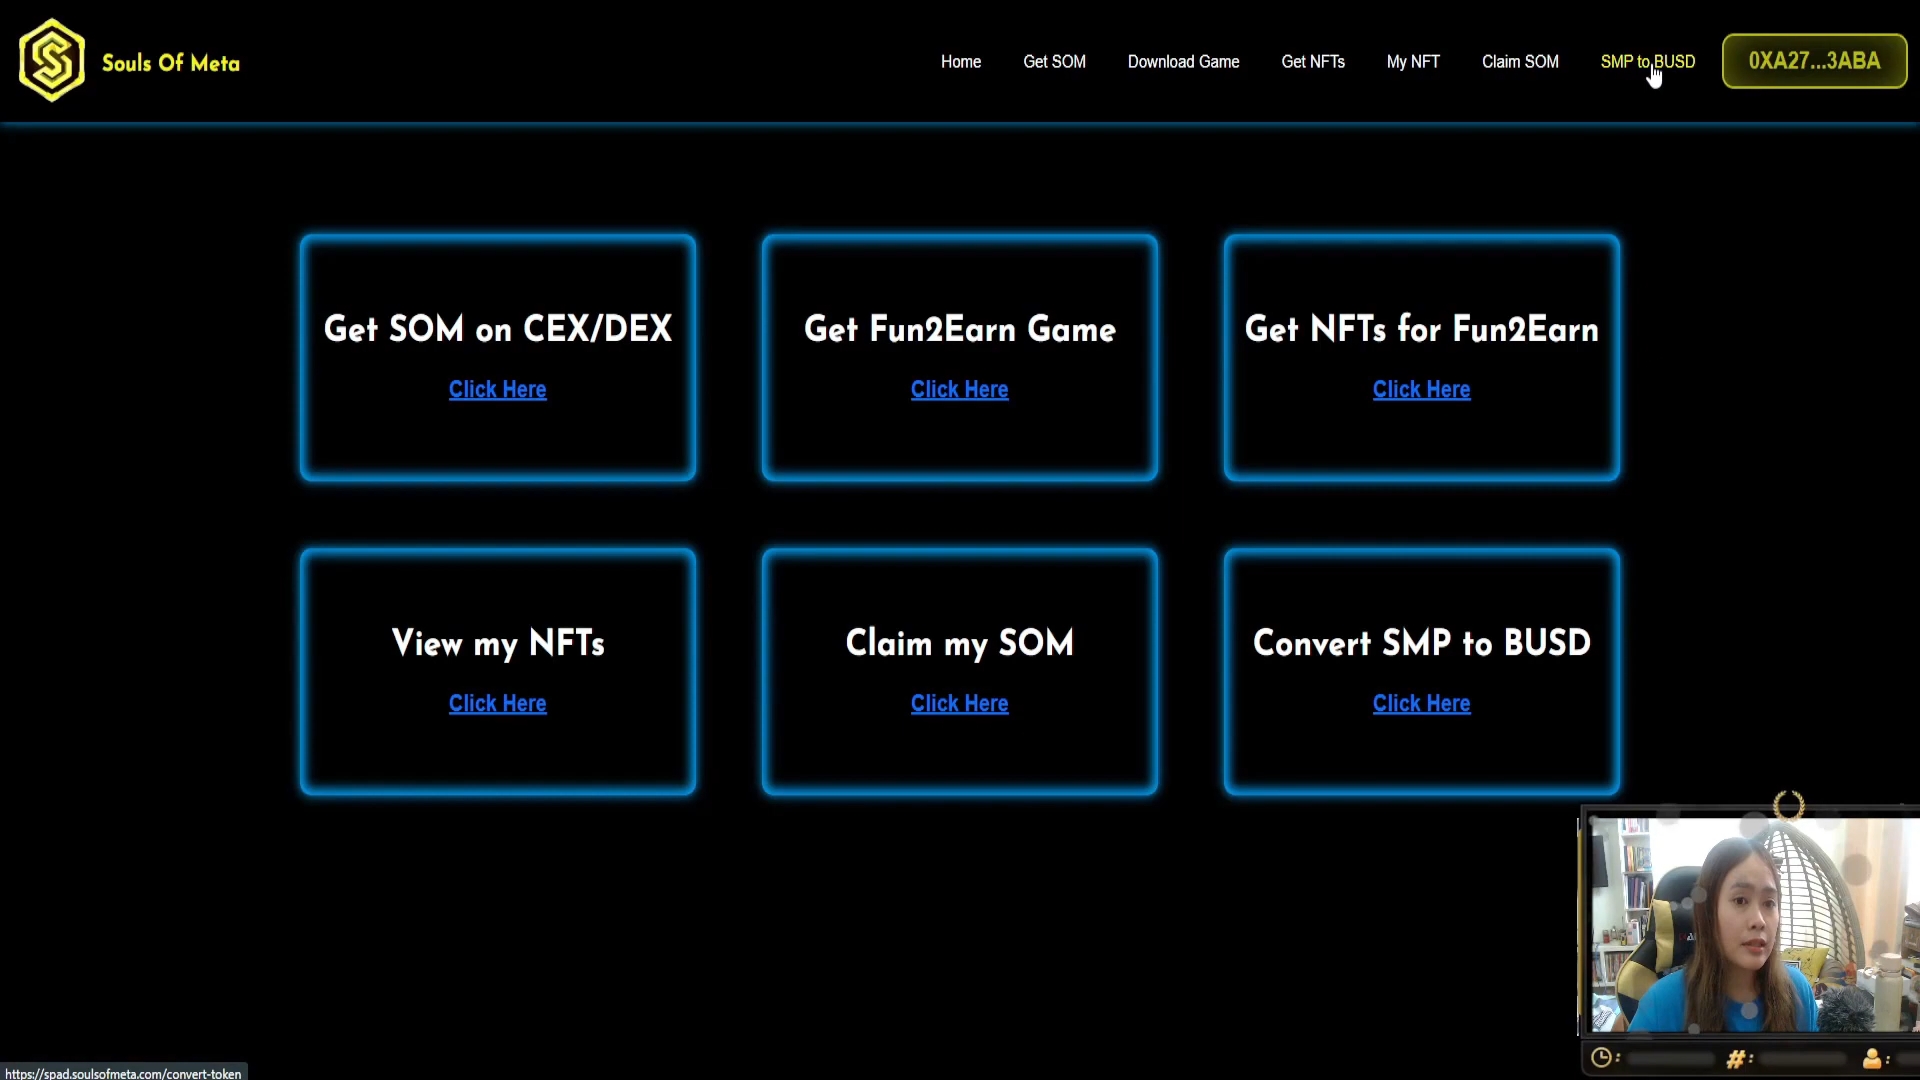 Souls Of Meta
Home
Get SOM
Download Game
Get NFTs
My NFT
Claim SOM
SMP to BUSD
0XA27...3ABA
Get SOM on CEX/DEX
Click Here
Get Fun2Earn Game
Click Here
Get NFTs for Fun2Earn
Click Here
View my NFTs
Click Here
Claim my SOM
Click Here
Convert SMP to BUSD
Click Here
:
#:
:
https://spad.soulsofmeta.com/convert-token